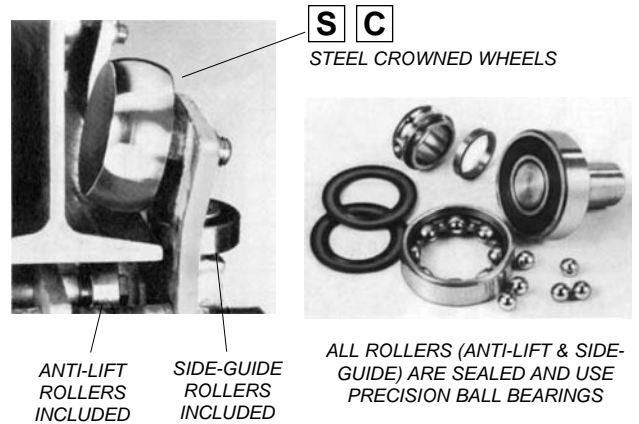 S C
STEEL CROWNED WHEELS
ANTI-LIFT
ROLLERS
INCLUDED
SIDE-GUIDE
ROLLERS
INCLUDED
ALL ROLLERS (ANTI-LIFT & SIDE-
GUIDE) ARE SEALED AND USE
PRECISION BALL BEARINGS